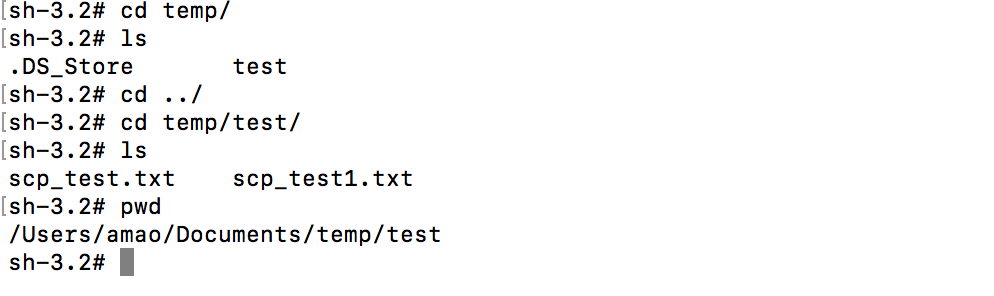 [sh-3.2# cd temp/
[sh-3.2# ls
.DS_Store       test
[sh-3.2# cd ../
[sh-3.2# cd temp/test/
[sh-3.2# ls
scp_test.txt    scp_test1.txt
[sh-3.2# pwd
/Users/amao/Documents/temp/test
sh-3.2#